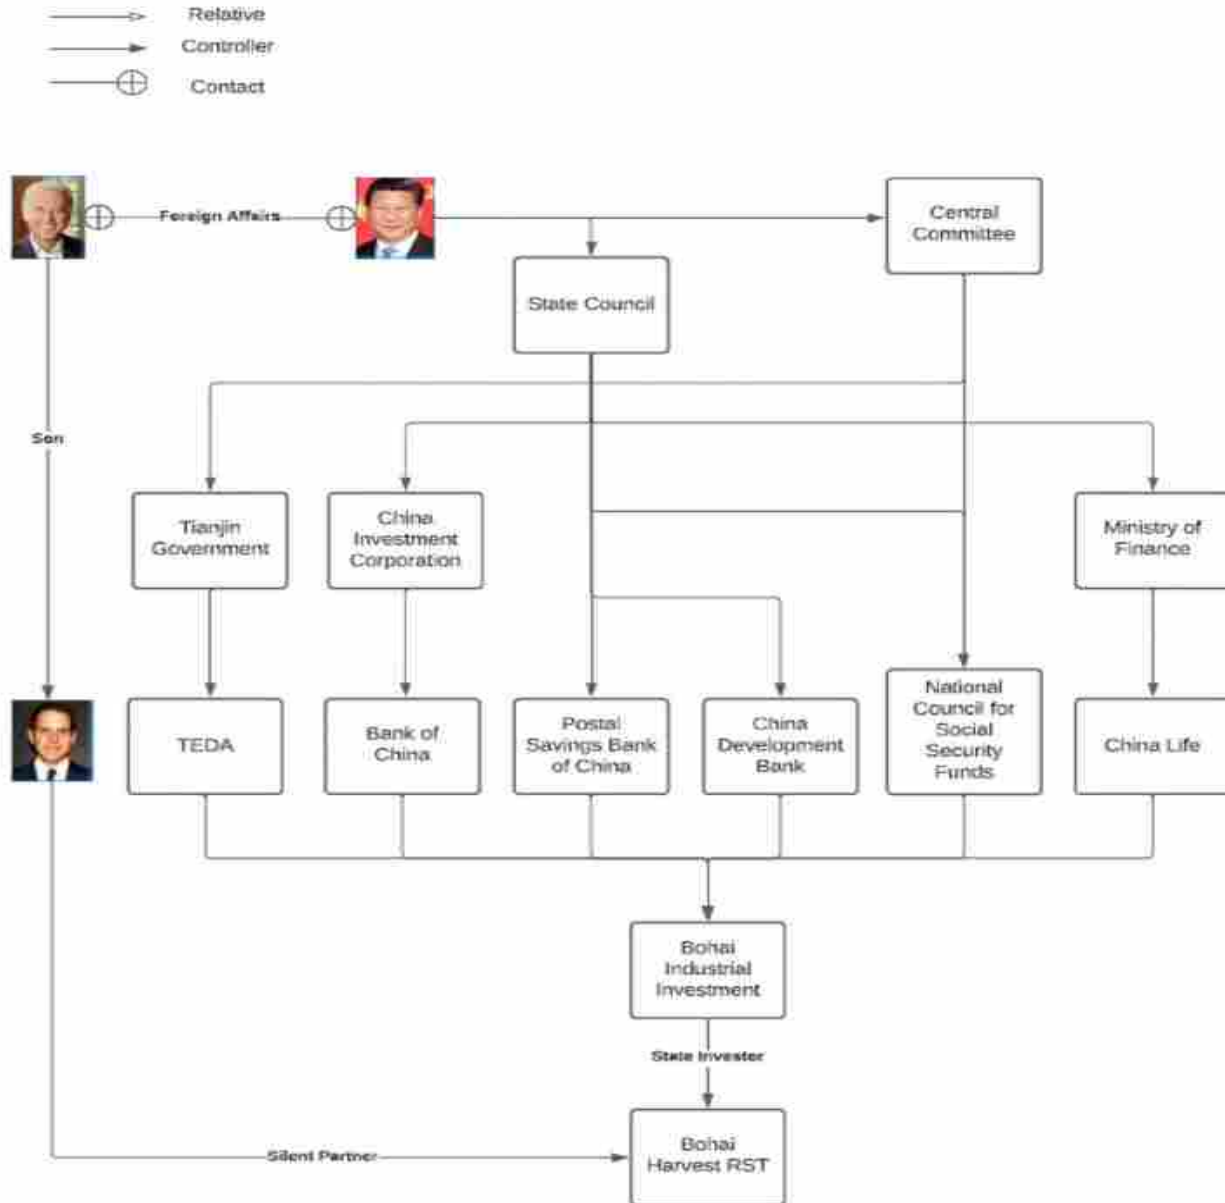 Relative
Controller
Contact
Foreign Affairs
Central
Committee
State Council
Son
Tianjin
Government
China
Investment
Corporation
Ministry of
Finance
TEDA
Bank of
China
Postal
Savings Bank
of China
China
Development
Bank
National
Council for
Social
Security
Funds
China Life
Bohai
Industrial
Investment
State Invester
Silent Partner
Bohai
Harvest RST